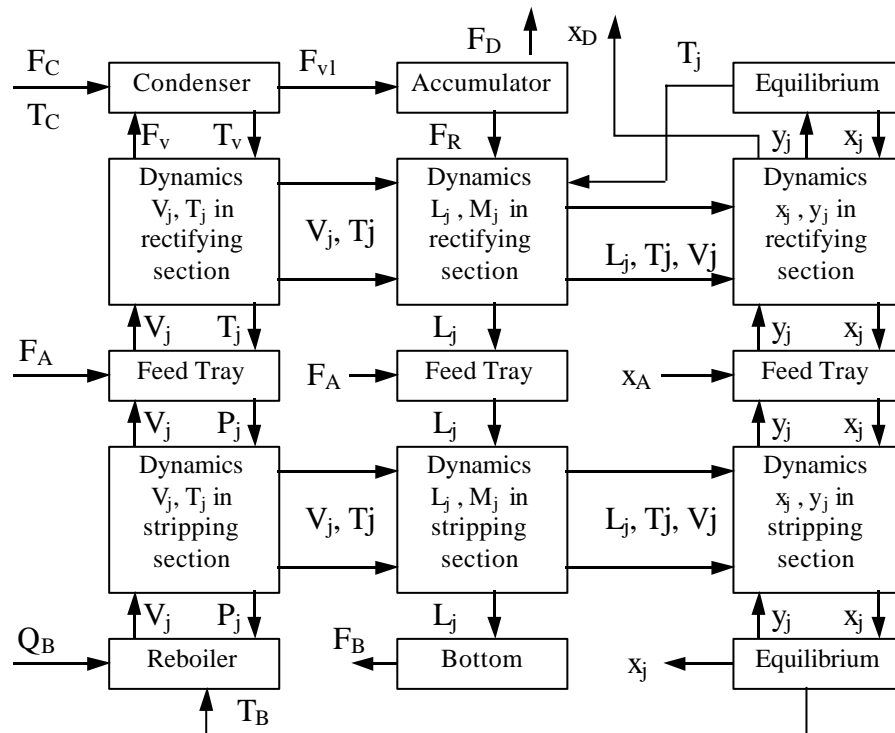 F_D
x_D
F_C
F_vl
T_j
Condenser
Accumulator
Equilibrium
T_C
F_v
T_v
F_R
y_j
x_j
Dynamics
V_j, T_j in
rectifying
section
V_j, Tj
Dynamics
L_j , M_j in
rectifying
section
L_j, Tj, Vj
Dynamics
x_j , y_j in
rectifying
section
V_j
T_j
L_j
y_j
x_j
F_A
Feed Tray
F_A
Feed Tray
x_A
Feed Tray
V_j
P_j
L_j
y_j
x_j
Dynamics
V_j, T_j in
stripping
section
V_j, Tj
Dynamics
L_j , M_j in
stripping
section
L_j, Tj, Vj
Dynamics
x_j , y_j in
stripping
section
V_j
P_j
L_j
y_j
x_j
Q_B
Reboiler
F_B
Bottom
x_j
Equilibrium
T_B